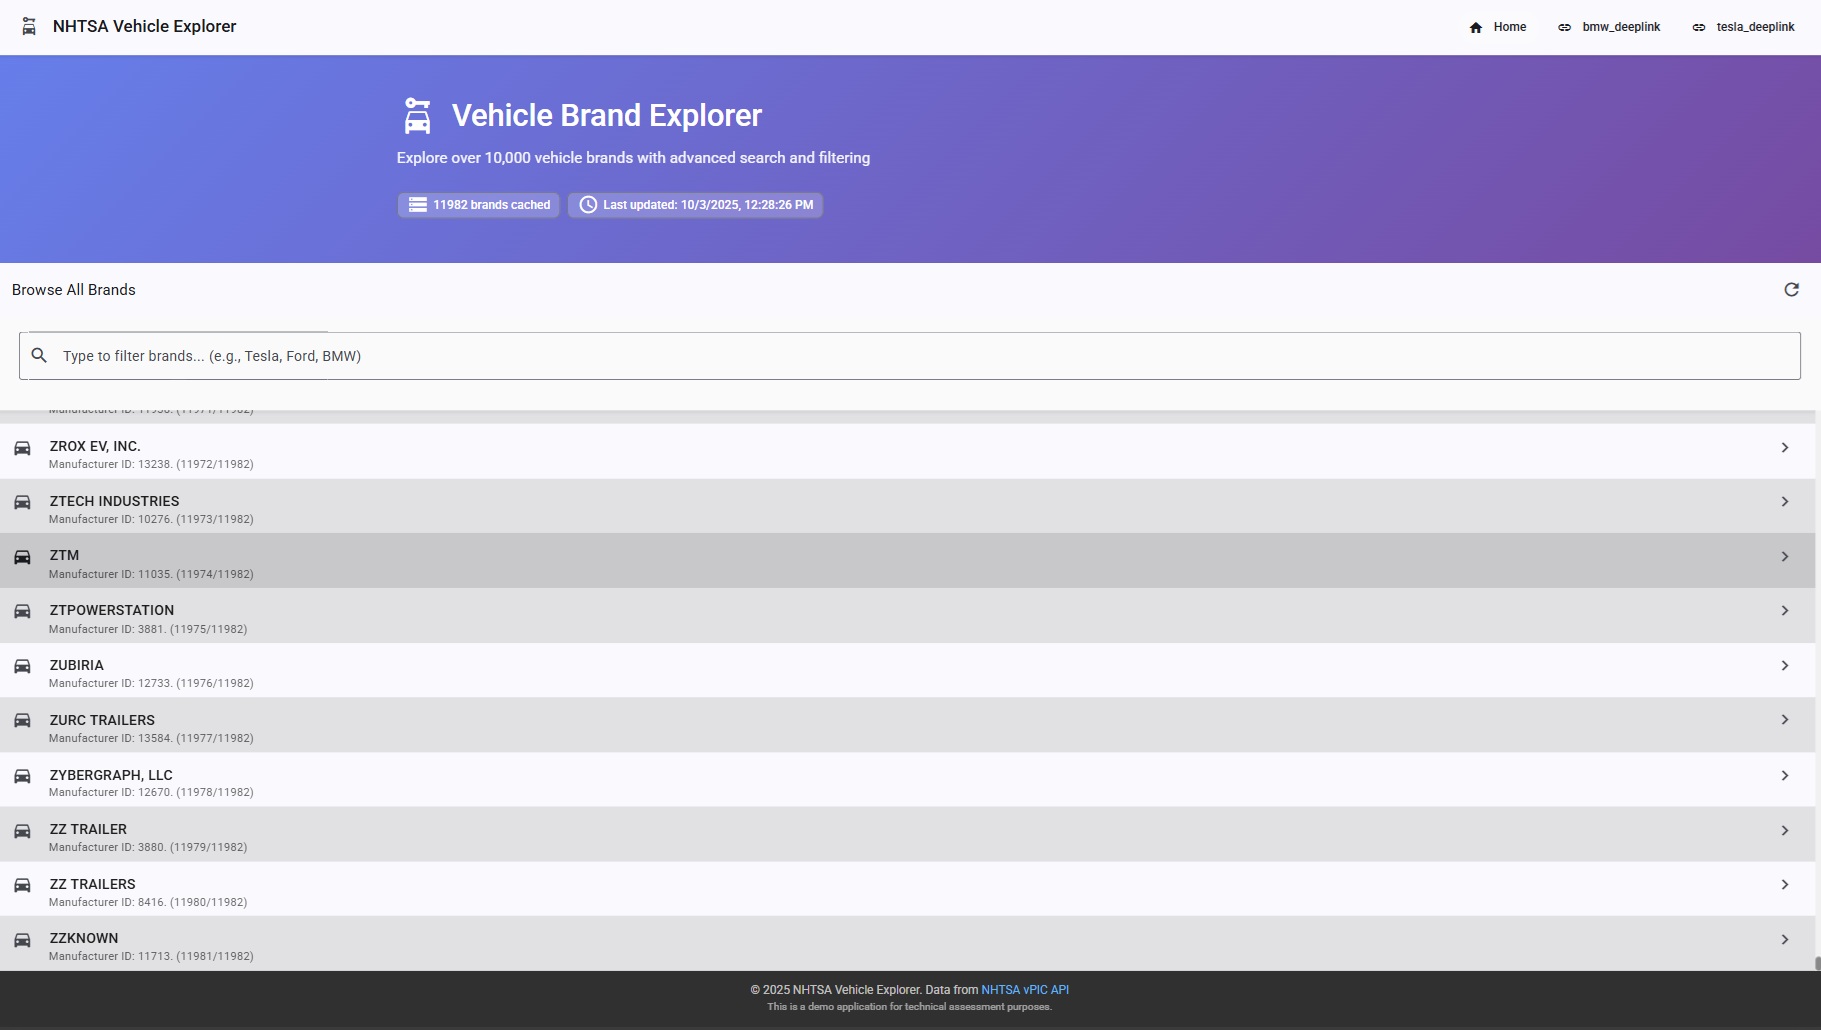 NHTSA Vehicle Explorer
Home
bmw_deeplink
tesla_deeplink
Vehicle Brand Explorer
Explore over 10,000 vehicle brands with advanced search and filtering
11982 brands cached
Last updated: 10/3/2025, 12:28:26 PM
Browse All Brands
Type to filter brands... (e.g., Tesla, Ford, BMW)
ZROX EV, INC.
Manufacturer ID: 13238. (11972/11982)
ZTECH INDUSTRIES
Manufacturer ID: 10276. (11973/11982)
ZTM
Manufacturer ID: 11035. (11974/11982)
ZTPOWERSTATION
Manufacturer ID: 3881. (11975/11982)
ZUBIRIA
Manufacturer ID: 12733. (11976/11982)
ZURC TRAILERS
Manufacturer ID: 13584. (11977/11982)
ZYBERGRAPH, LLC
Manufacturer ID: 12670. (11978/11982)
ZZ TRAILER
Manufacturer ID: 3880. (11979/11982)
ZZ TRAILERS
Manufacturer ID: 8416. (11980/11982)
ZZKNOWN
Manufacturer ID: 11713. (11981/11982)
© 2025 NHTSA Vehicle Explorer. Data from NHTSA vPIC API
This is a demo application for technical assessment purposes.